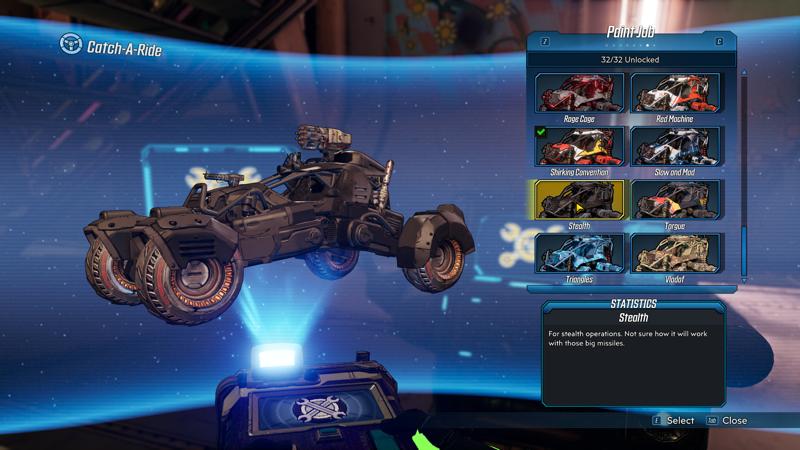 Catch-A-Ride
Paint Job
Z
C
32/32 Unlocked
Rage Cage
Red Machine
Shirking Convention
Slow and Mad
Stealth
Torgue
Triangles
Vladof
STATISTICS
Stealth
For stealth operations. Not sure how it will work
with those big missiles.
E Select
Tab Close